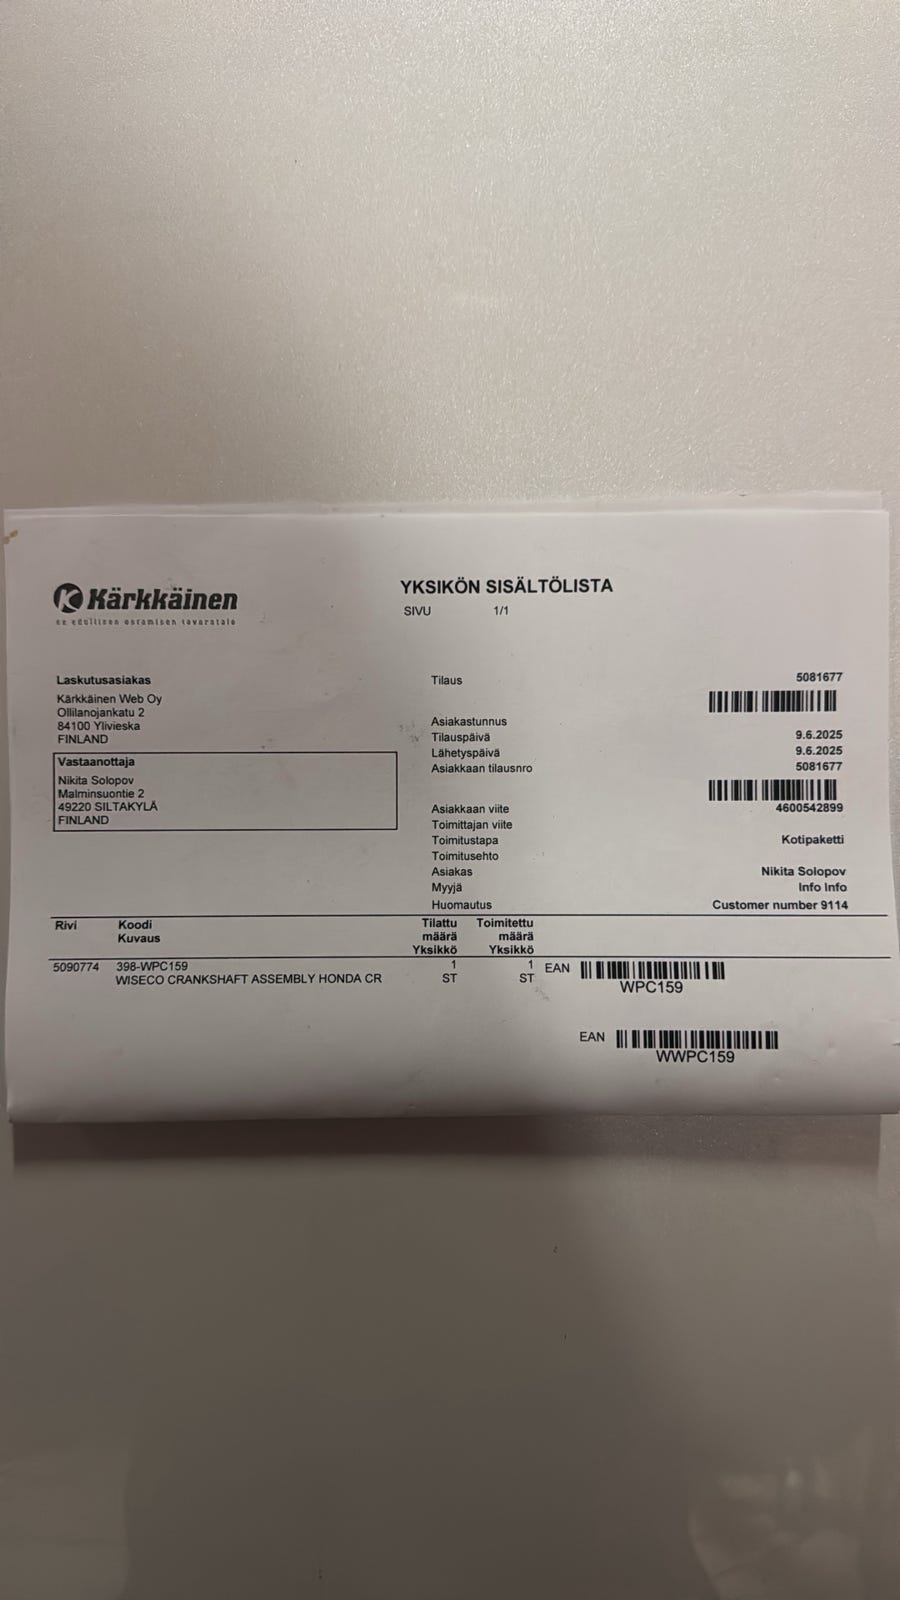 Kärkkäinen
se edullisen ostamisen tavaratalo
YKSIKÖN SISÄLTÖLISTA
SIVU 1/1
Laskutusasiakas
Kärkkäinen Web Oy
Ollilanojankatu 2
84100 Ylivieska
FINLAND
Vastaanottaja
Nikita Solopov
Malminsuontie 2
49220 SILTAKYLÄ
FINLAND
Tilaus 5081677
Asiakastunnus
Tilauspäivä 9.6.2025
Lähetyspäivä 9.6.2025
Asiakkaan tilausnro 5081677
Asiakkaan viite 4600542899
Toimittajan viite
Toimitustapa Kotipaketti
Toimitusehto
Asiakas Nikita Solopov
Myyjä Info Info
Huomautus Customer number 9114
Rivi Koodi Tilattu Toimitettu
Kuvaus määrä määrä
Yksikkö Yksikkö
5090774 398-WPC159 1 1 EAN
WISECO CRANKSHAFT ASSEMBLY HONDA CR ST ST
WPC159
EAN
WWPC159